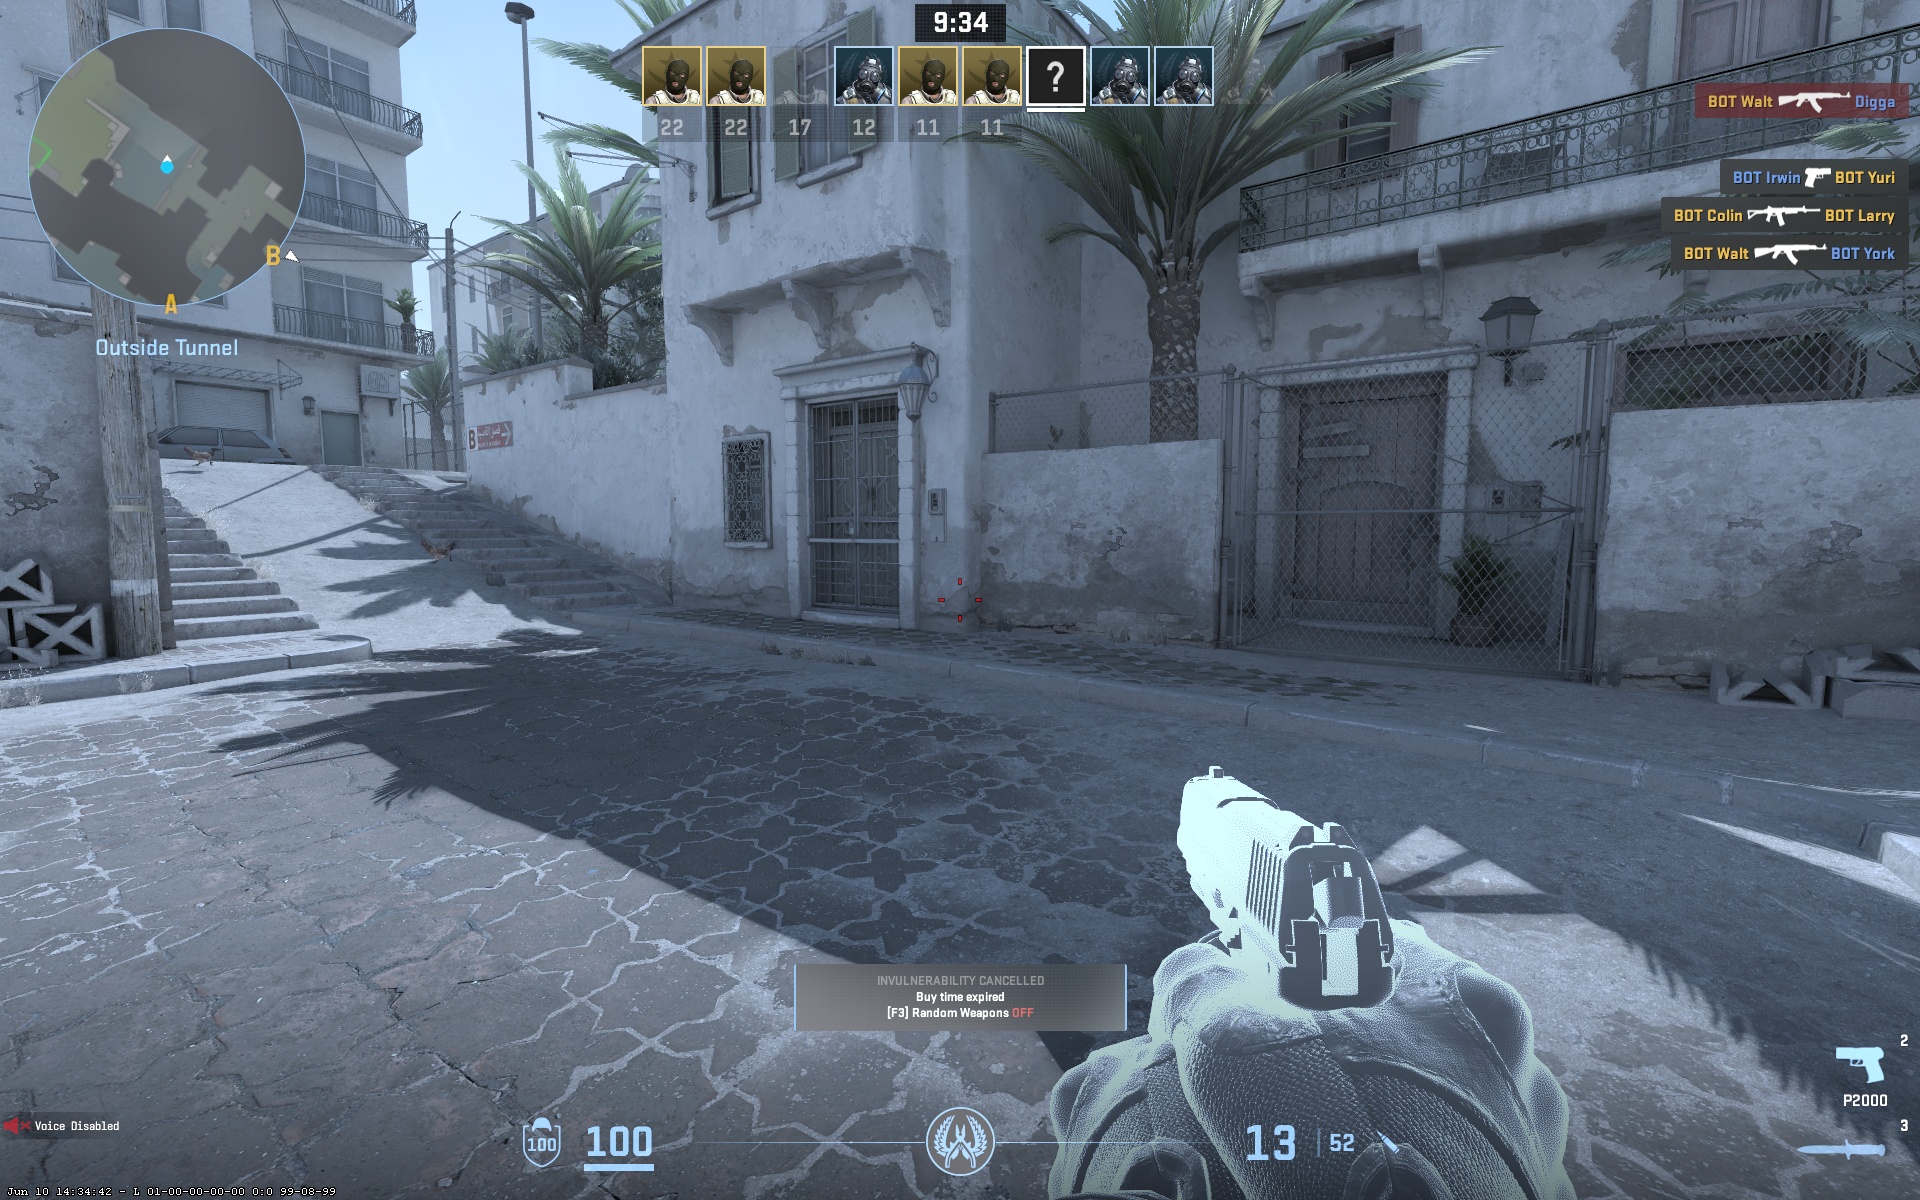 9:34
?
22 22 17 12 11 11
BOT Walt Digga
BOT Irwin BOT Yuri
BOT Colin BOT Larry
BOT Walt BOT York
B
A
Outside Tunnel
B
INVULNERABILITY CANCELLED
Buy time expired
[F3] Random Weapons OFF
2
P2000
3
Voice Disabled
100 100
13 52
Jun 10 14:34:42 - L 01-00-00-00-00 0:0 99-08-99